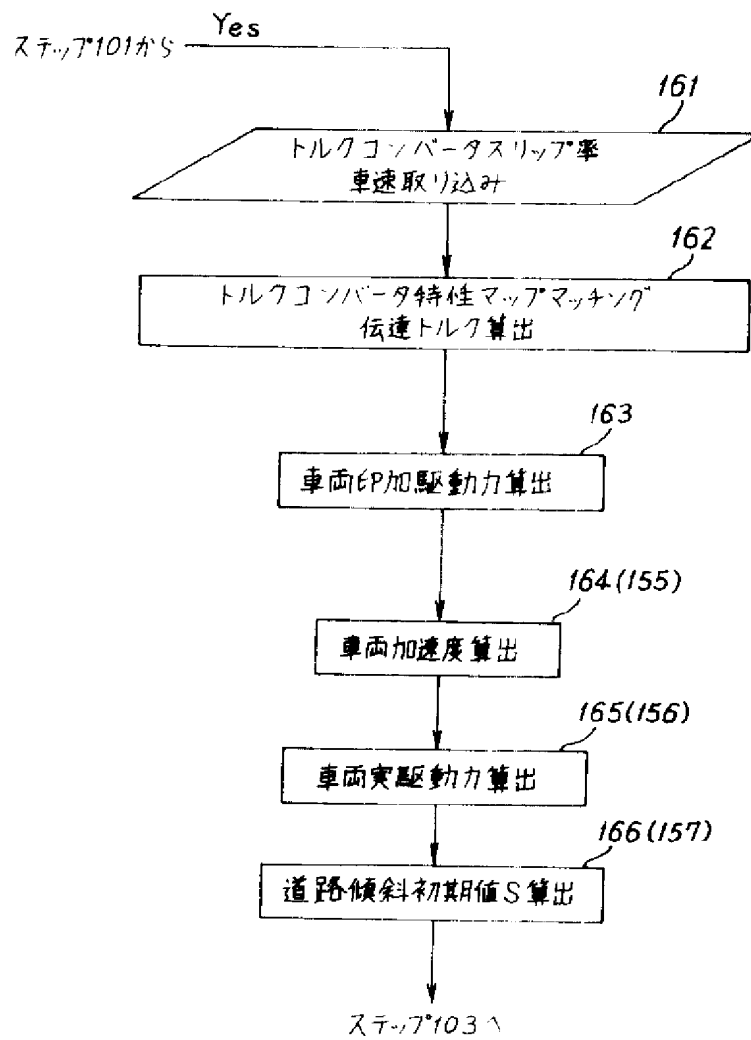 Yes
ステップ101から
161
トルクコンバータスリップ率
車速取り込み
162
トルクコンバータ特性マップマッチング
伝達トルク算出
163
車両印加駆動力算出
164(155)
車両加速度算出
165(156)
車両実駆動力算出
166(157)
道路傾斜初期値S算出
ステップ103へ